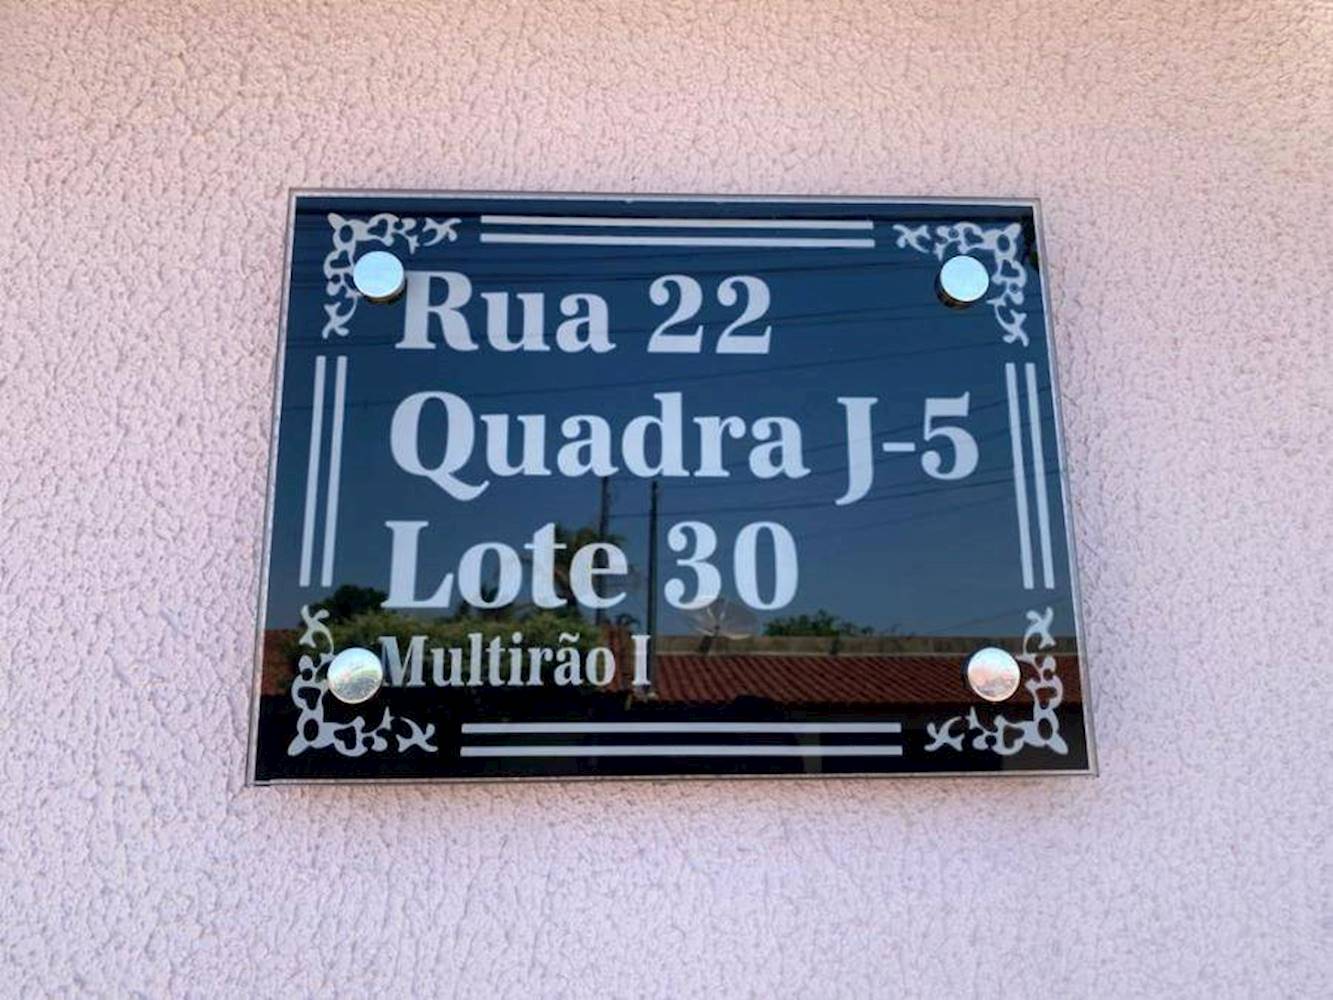 Rua 22
Quadra J-5
Lote 30
Multirão I